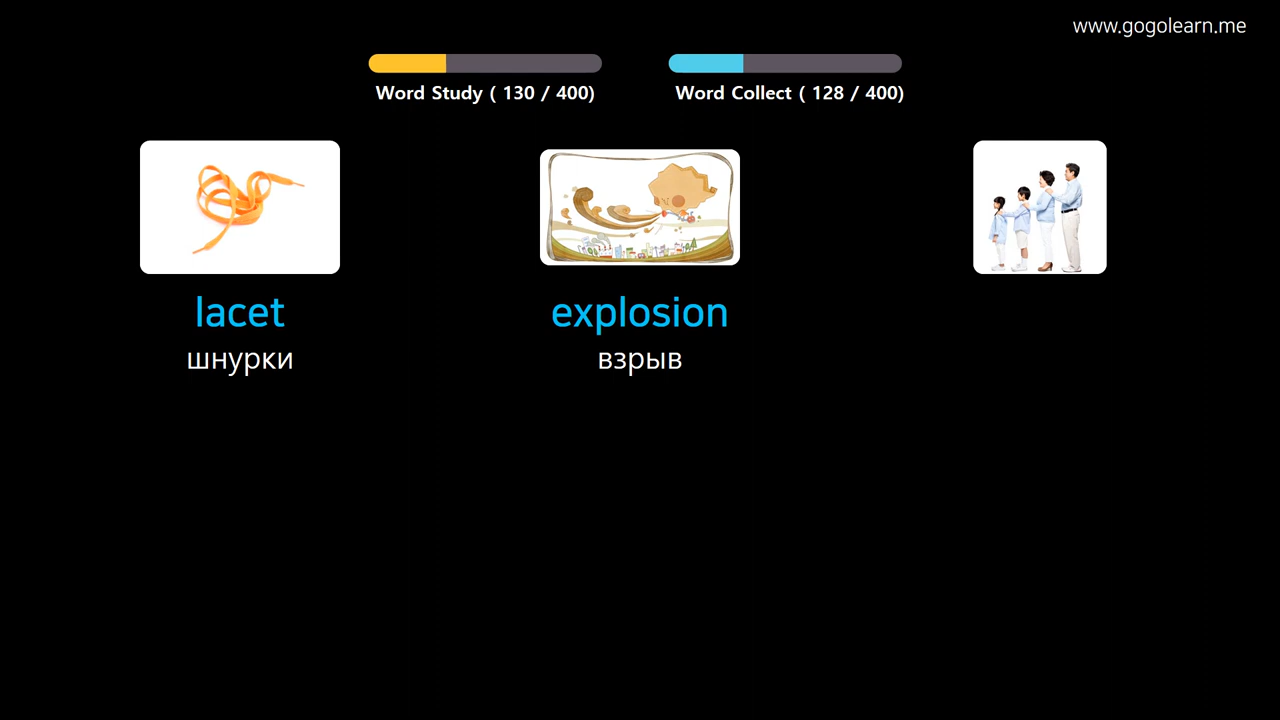 www.gogolearn.me
Word Study ( 130 / 400)
Word Collect ( 128 / 400)
lacet
шнурки
explosion
взрыв